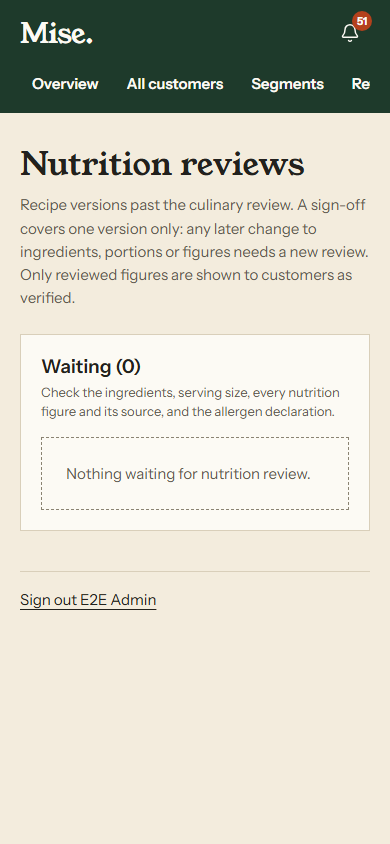 Mise.
51
Overview
All customers
Segments
Re
Nutrition reviews
Recipe versions past the culinary review. A sign-off
covers one version only: any later change to
ingredients, portions or figures needs a new review.
Only reviewed figures are shown to customers as
verified.
Waiting (0)
Check the ingredients, serving size, every nutrition
figure and its source, and the allergen declaration.
Nothing waiting for nutrition review.
Sign out E2E Admin